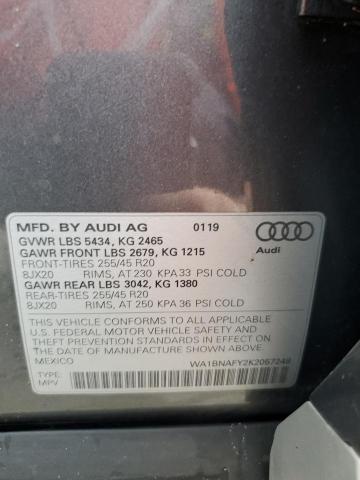 MFD. BY AUDI AG 01 19
GVWR LBS 5434, KG 2465
GAWR FRONT LBS 2679, KG 1215
FRONT-TIRES 255/45 R20
8JX20 RIMS, AT 230 KPA 33 PSI COLD
GAWR REAR LBS 3042, KG 1380
REAR-TIRES 255/45 R20
8JX20 RIMS, AT 250 KPA 36 PSI COLD
Audi
THIS VEHICLE CONFORMS TO ALL APPLICABLE
U.S. FEDERAL MOTOR VEHICLE SAFETY AND
THEFT PREVENTION STANDARDS IN EFFECT ON
THE DATE OF MANUFACTURE SHOWN ABOVE
MEXICO WA1BNAFY2K2057248
TYPE:
MPV